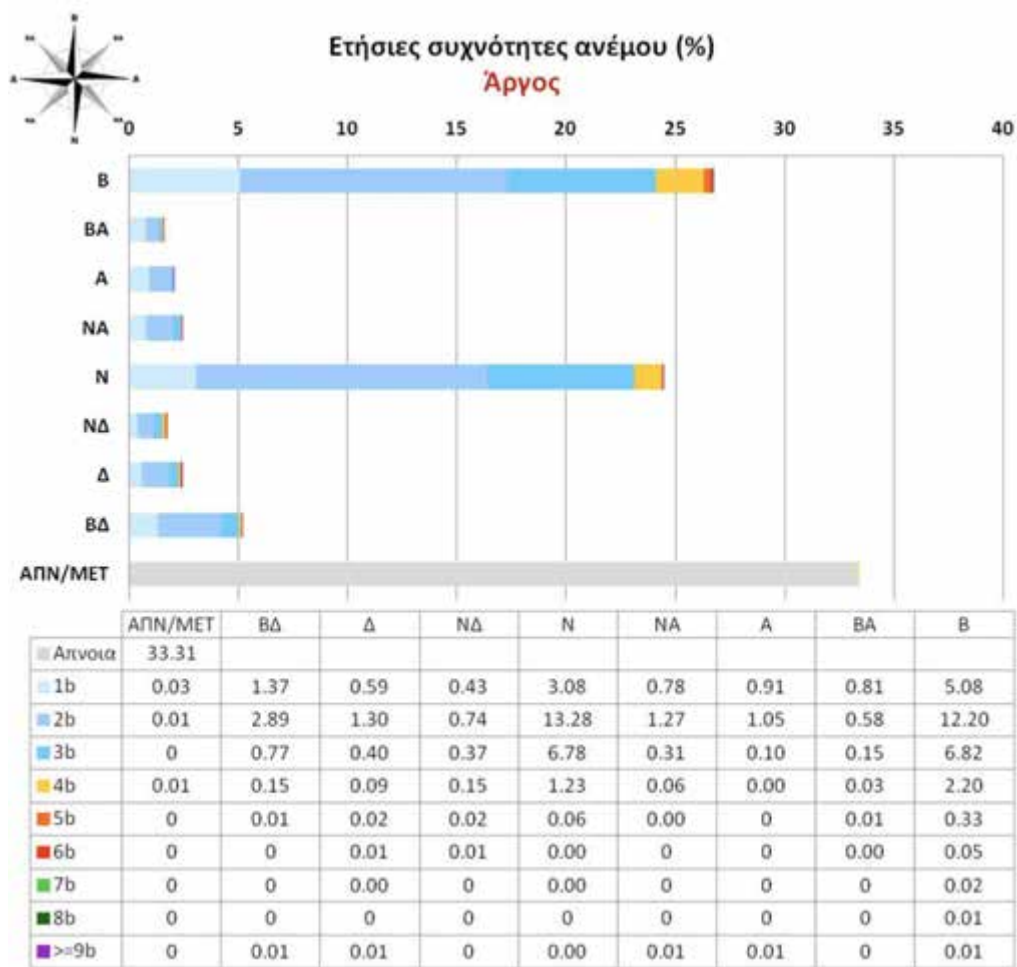 Ετήσιες συχνότητες ανέμου (%)
Άργος
Β
Δ Α
Ν
0 5 10 15 20 25 30 35 40
Β
ΒΑ
Α
ΝΑ
Ν
ΝΔ
Δ
ΒΔ
ΑΠΝ/ΜΕΤ
ΑΠΝ/ΜΕΤ ΒΔ Δ ΝΔ Ν ΝΑ Α ΒΑ Β
Απνοια 33.31
1b 0.03 1.37 0.59 0.43 3.08 0.78 0.91 0.81 5.08
2b 0.01 2.89 1.30 0.74 13.28 1.27 1.05 0.58 12.20
3b 0 0.77 0.40 0.37 6.78 0.31 0.10 0.15 6.82
4b 0.01 0.15 0.09 0.15 1.23 0.06 0.00 0.03 2.20
5b 0 0.01 0.02 0.02 0.06 0.00 0 0.01 0.33
6b 0 0 0.01 0.01 0.00 0 0 0.00 0.05
7b 0 0 0.00 0 0.00 0 0 0 0.02
8b 0 0 0 0 0 0 0 0 0.01
>=9b 0 0.01 0.01 0 0.00 0.01 0.01 0 0.01